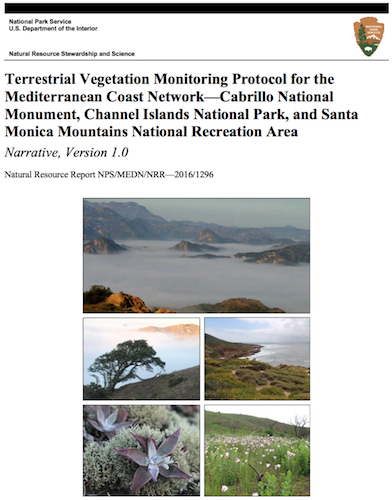 National Park Service
U.S. Department of the Interior
Natural Resource Stewardship and Science
Terrestrial Vegetation Monitoring Protocol for the
Mediterranean Coast Network—Cabrillo National
Monument, Channel Islands National Park, and Santa
Monica Mountains National Recreation Area
Narrative, Version 1.0
Natural Resource Report NPS/MEDN/NRR—2016/1296